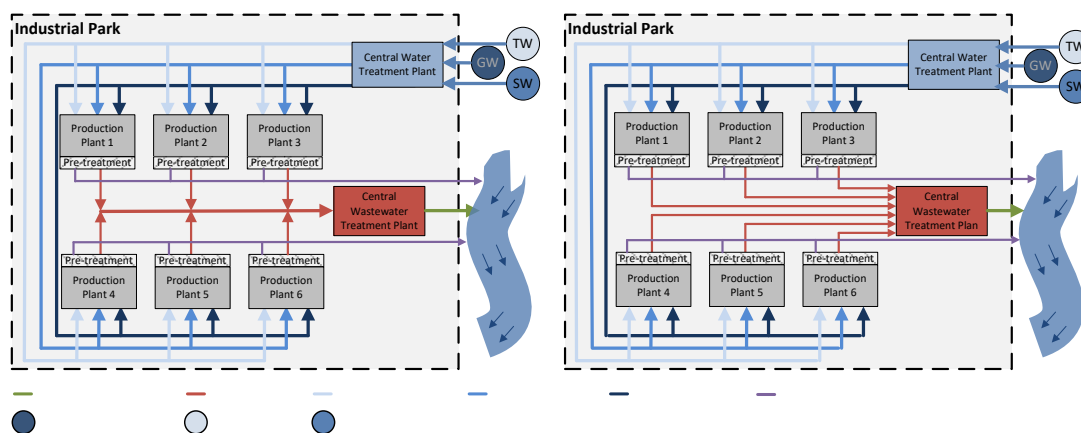 Industrial Park
Central Water
Treatment Plant
TW
GW
SW
Production
Plant 1
Production
Plant 2
Production
Plant 3
Pre-treatment
Pre-treatment
Pre-treatment
Central
Wastewater
Treatment Plant
Pre-treatment
Pre-treatment
Pre-treatment
Production
Plant 4
Production
Plant 5
Production
Plant 6
Industrial Park
Central Water
Treatment Plant
TW
GW
SW
Production
Plant 1
Production
Plant 2
Production
Plant 3
Pre-treatment
Pre-treatment
Pre-treatment
Central
Wastewater
Treatment Plan
Pre-treatment
Pre-treatment
Pre-treatment
Production
Plant 4
Production
Plant 5
Production
Plant 6